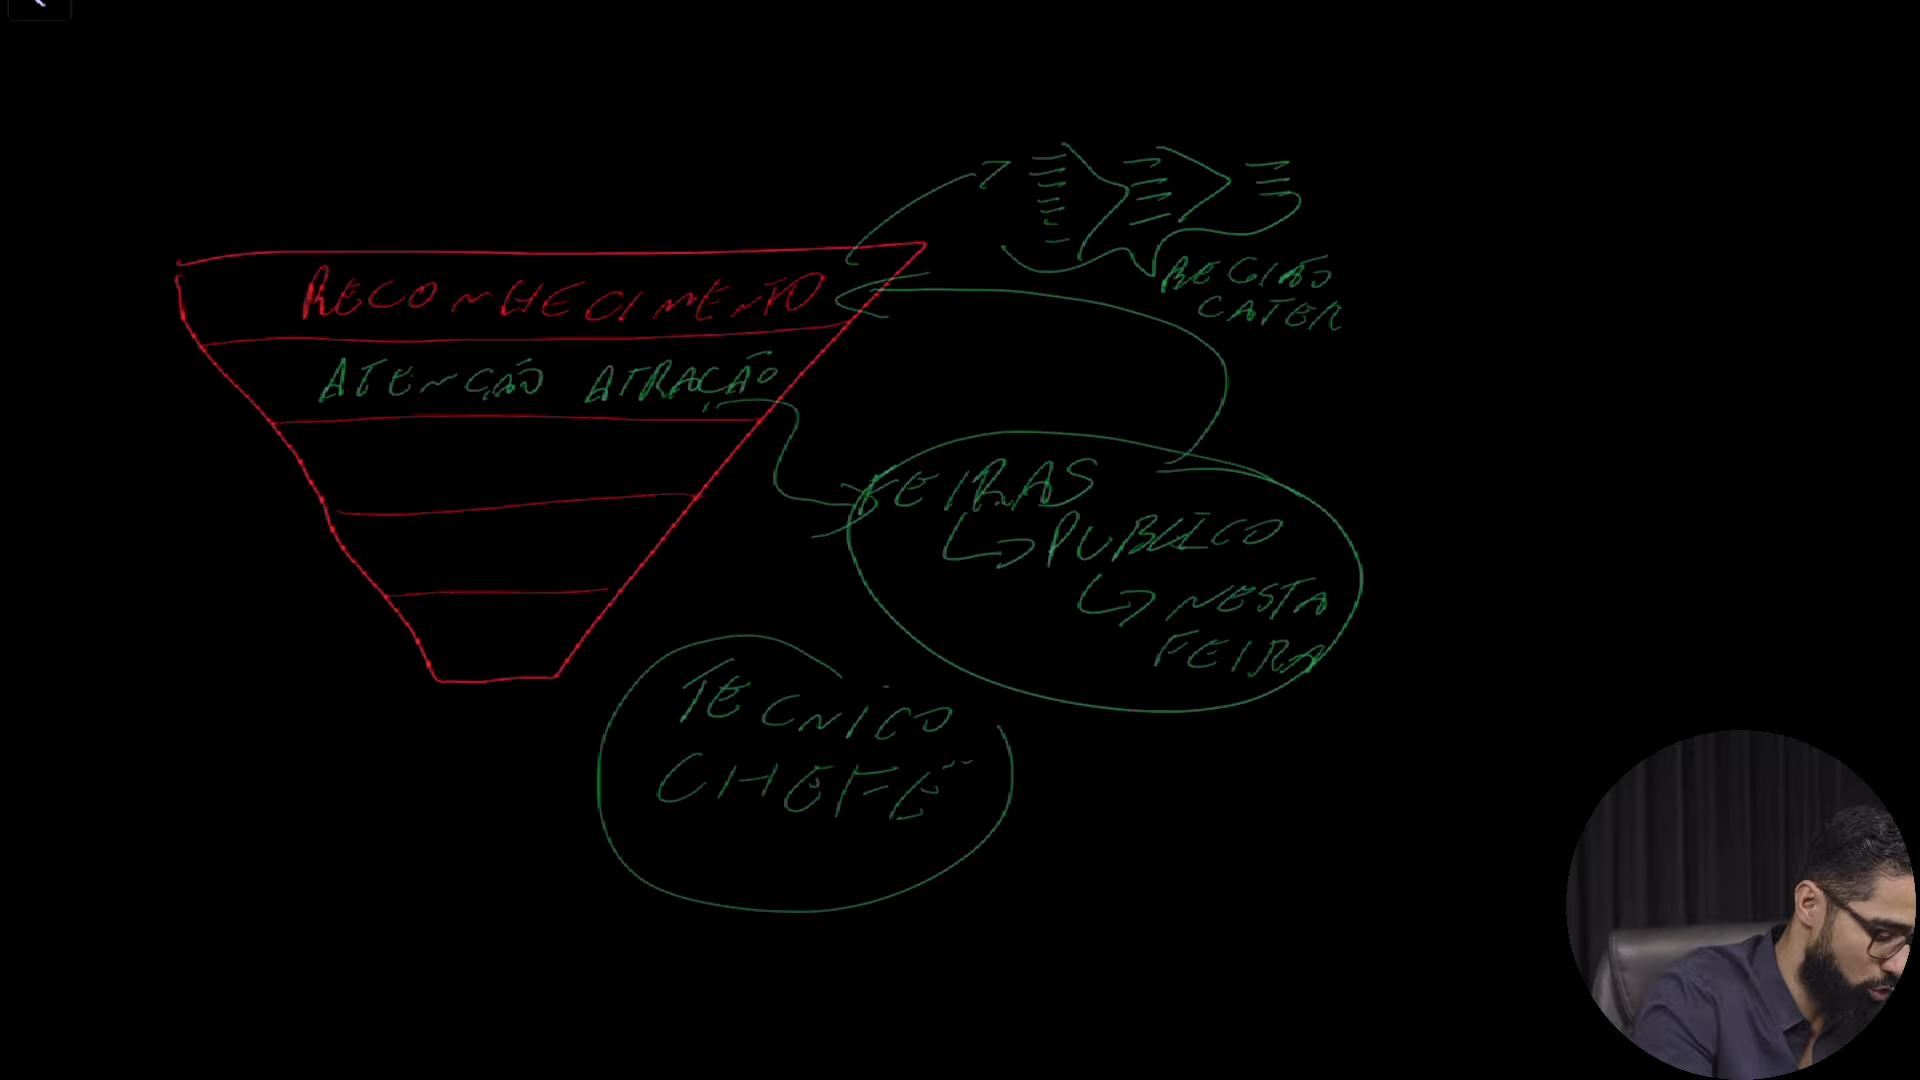 RECONHECIMENTO
ATENÇÃO ATRAÇÃO
REGIÃO
CATER
FEIRAS
PUBLICO
NESTA
FEIRA
TECNICO
CHEFE